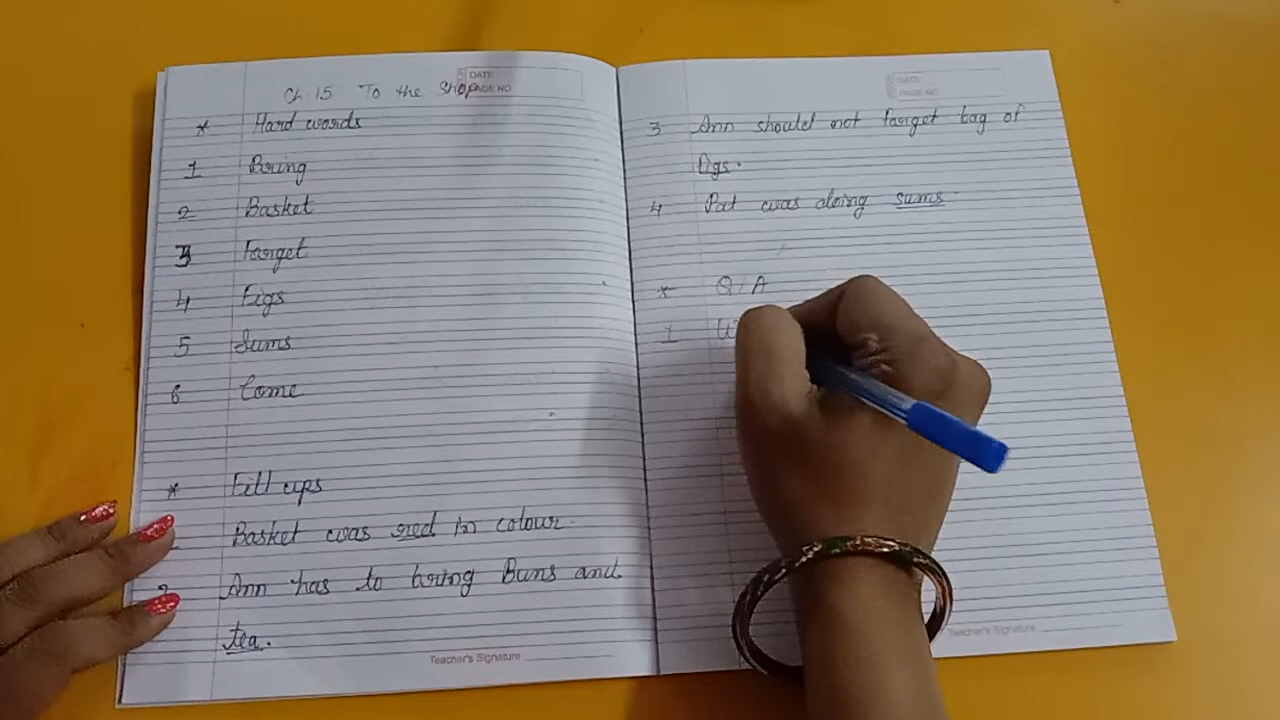 DATE
Ch 15 To the Shop PAGE NO.
* Hard words
1 Bring
2 Basket
3 Forget
4 Figs
5 Sums
6 Come
* Fill ups
Basket was red in colour.
2 Ann has to bring Buns and
tea.
Teacher's Signature
DATE
PAGE NO.
3 Ann should not forget bag of
figs.
4 Pat was doing sums.
* Q/A
1 W
Teacher's Signature